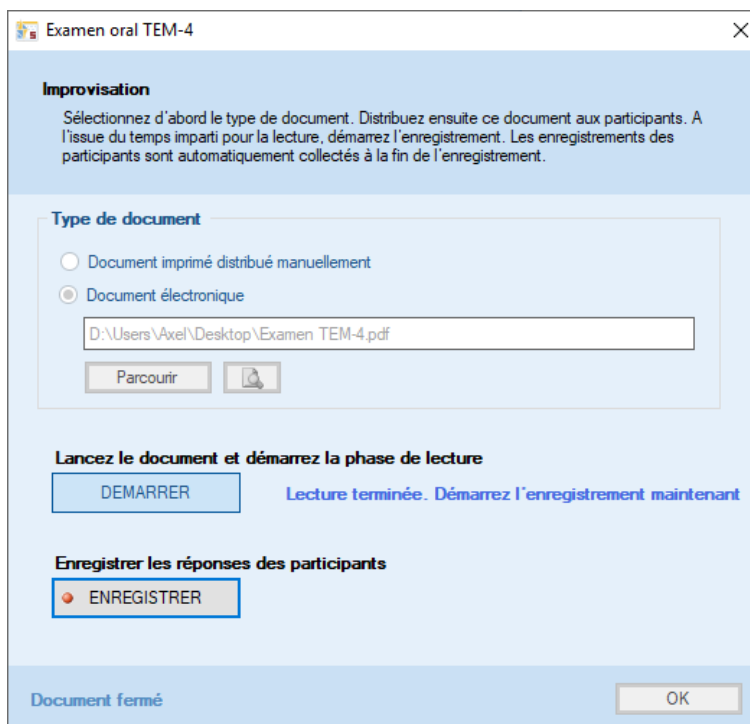 Examen oral TEM-4
Improvisation
Sélectionnez d'abord le type de document. Distribuez ensuite ce document aux participants. A
l'issue du temps imparti pour la lecture, démarrez l'enregistrement. Les enregistrements des
participants sont automatiquement collectés à la fin de l'enregistrement.
Type de document
Document imprimé distribué manuellement
Document électronique
D:\Users\Axel\Desktop\Examen TEM-4.pdf
Parcourir
Lancez le document et démarrez la phase de lecture
DEMARRER
Lecture terminée. Démarrez l'enregistrement maintenant
Enregistrer les réponses des participants
ENREGISTRER
Document fermé
OK